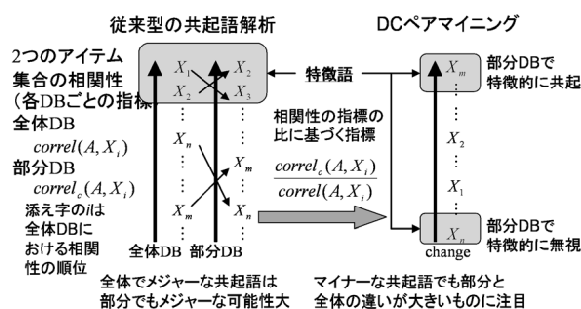 従来型の共起語解析
DCペアマイニング
2つのアイテム
集合の相関性
(各DBごとの指標)
全体DB
correl(A, X_i)
部分DB
correl_c(A, X_i)
添え字のiは
全体DBに
おける相関
性の順位
X_1 X_2
X_2 X_3
X_n
X_m
X_m X_n
全体DB 部分DB
特徴語
相関性の指標の
比に基づく指標
correl_c(A, X_i)
correl(A, X_i)
X_m
X_2
X_1
X_n
change
部分DBで
特徴的に共起
部分DBで
特徴的に無視
全体でメジャーな共起語は
部分でもメジャーな可能性大
マイナーな共起語でも部分と
全体の違いが大きいものに注目